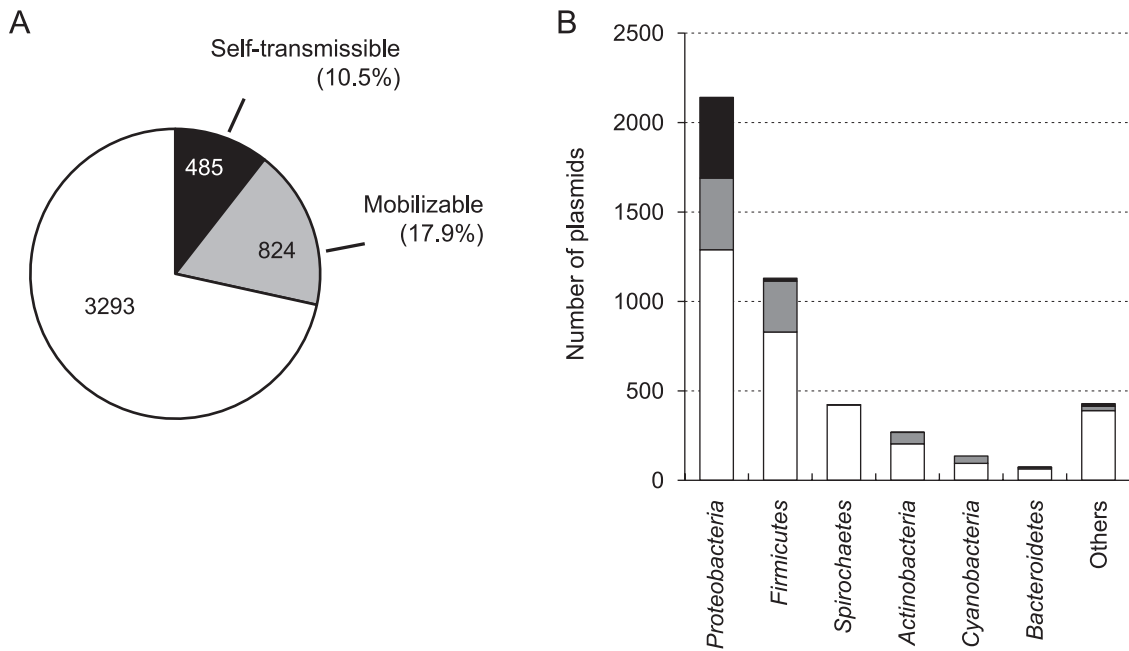 A
Self-transmissible
(10.5%)
485
Mobilizable
(17.9%)
824
3293
B
Number of plasmids
2500
2000
1500
1000
500
0
Proteobacteria
Firmicutes
Spirochaetes
Actinobacteria
Cyanobacteria
Bacteroidetes
Others